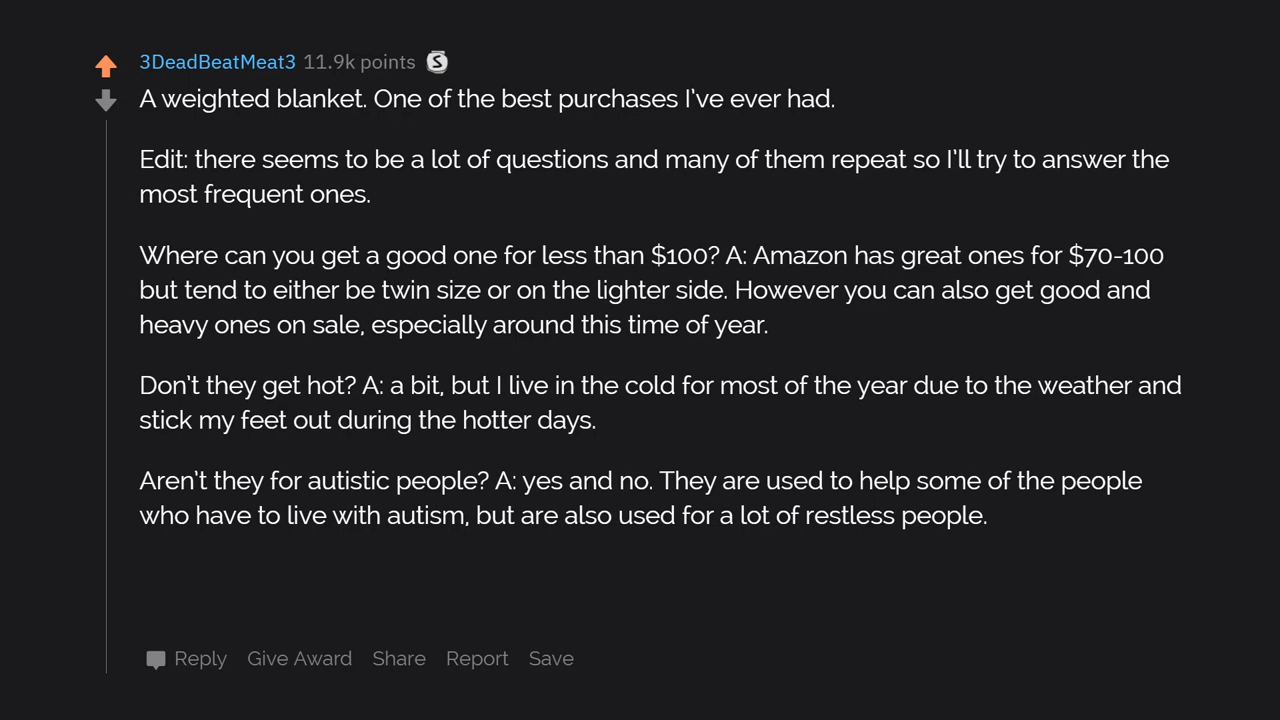 3DeadBeatMeat3 11.9k points S
A weighted blanket. One of the best purchases I've ever had.
Edit: there seems to be a lot of questions and many of them repeat so I'll try to answer the
most frequent ones.
Where can you get a good one for less than $100? A: Amazon has great ones for $70-100
but tend to either be twin size or on the lighter side. However you can also get good and
heavy ones on sale, especially around this time of year.
Don't they get hot? A: a bit, but I live in the cold for most of the year due to the weather and
stick my feet out during the hotter days.
Aren't they for autistic people? A: yes and no. They are used to help some of the people
who have to live with autism, but are also used for a lot of restless people.
Reply Give Award Share Report Save